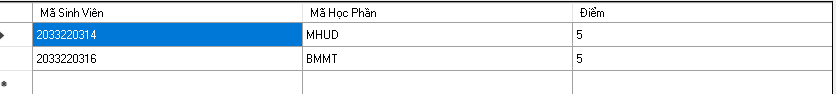 Mã Sinh Viên Mã Học Phần Điểm
2033220314 MHUD 5
2033220316 BMMT 5